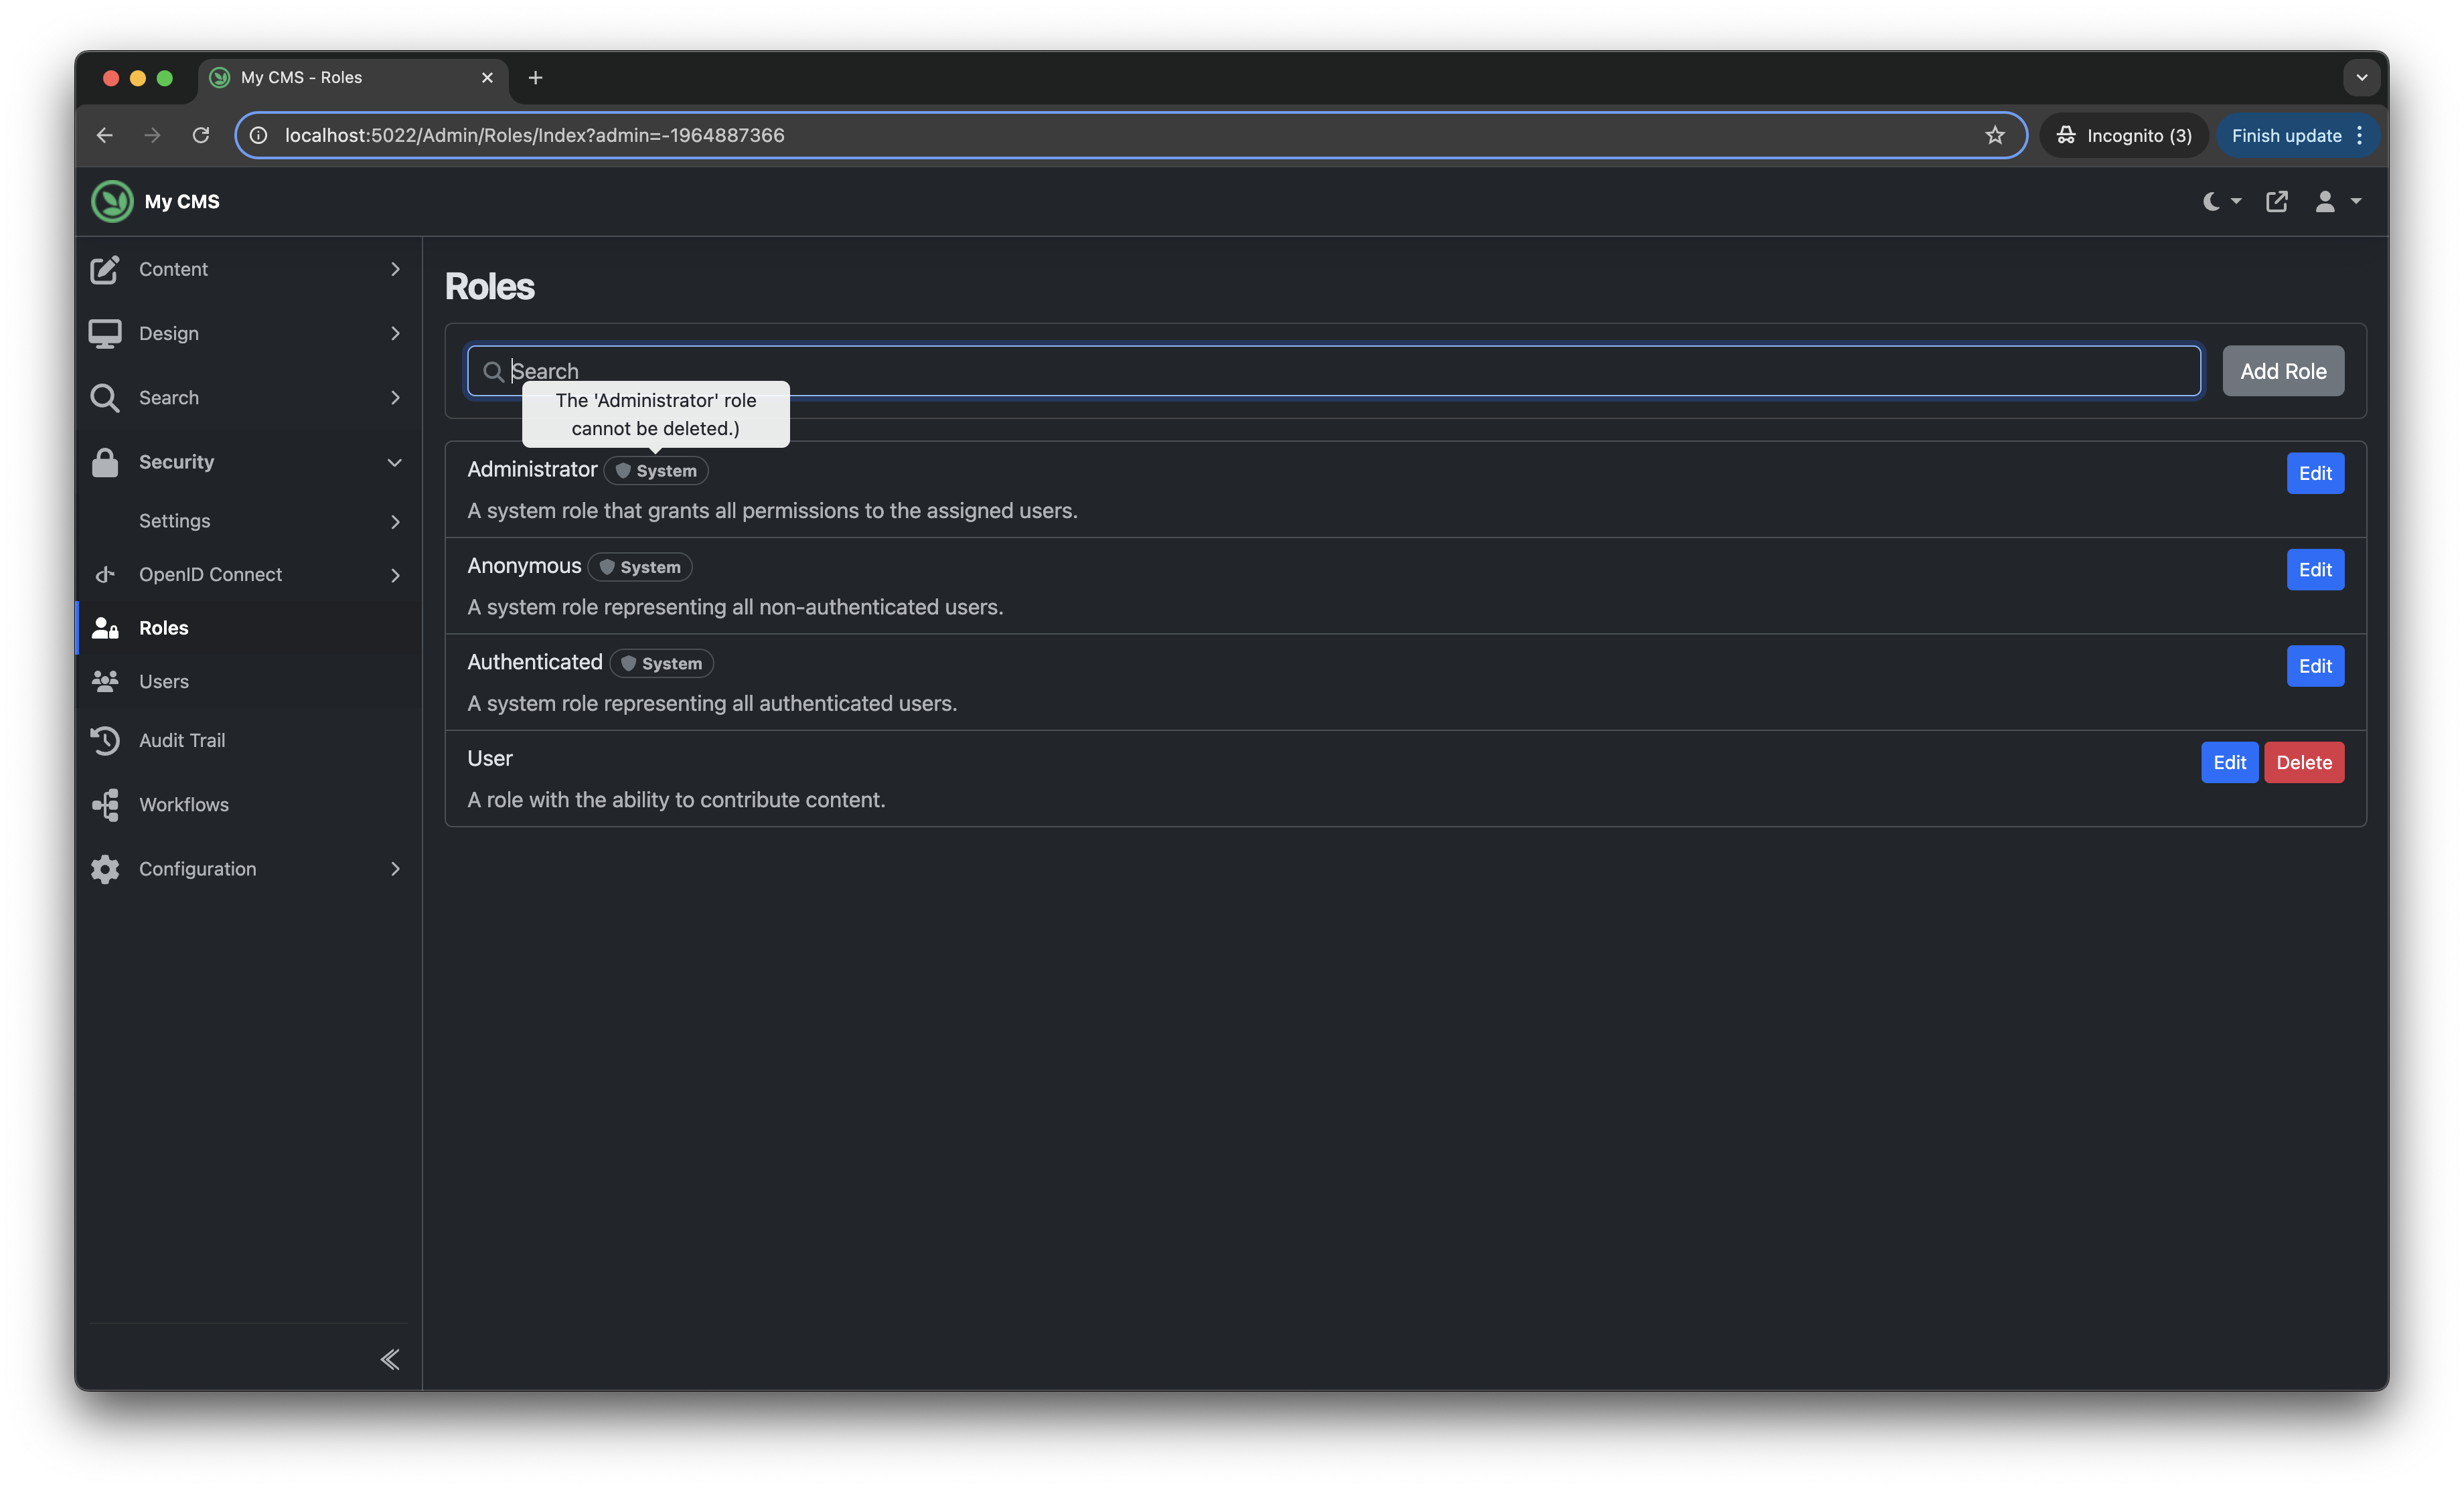 My CMS - Roles
localhost:5022/Admin/Roles/Index?admin=-1964887366
Incognito (3)
Finish update
My CMS
Content
Design
Search
Security
Settings
OpenID Connect
Roles
Users
Audit Trail
Workflows
Configuration
Roles
Search
Add Role
The 'Administrator' role
cannot be deleted.)
Administrator System
Edit
A system role that grants all permissions to the assigned users.
Anonymous System
Edit
A system role representing all non-authenticated users.
Authenticated System
Edit
A system role representing all authenticated users.
User
Edit Delete
A role with the ability to contribute content.